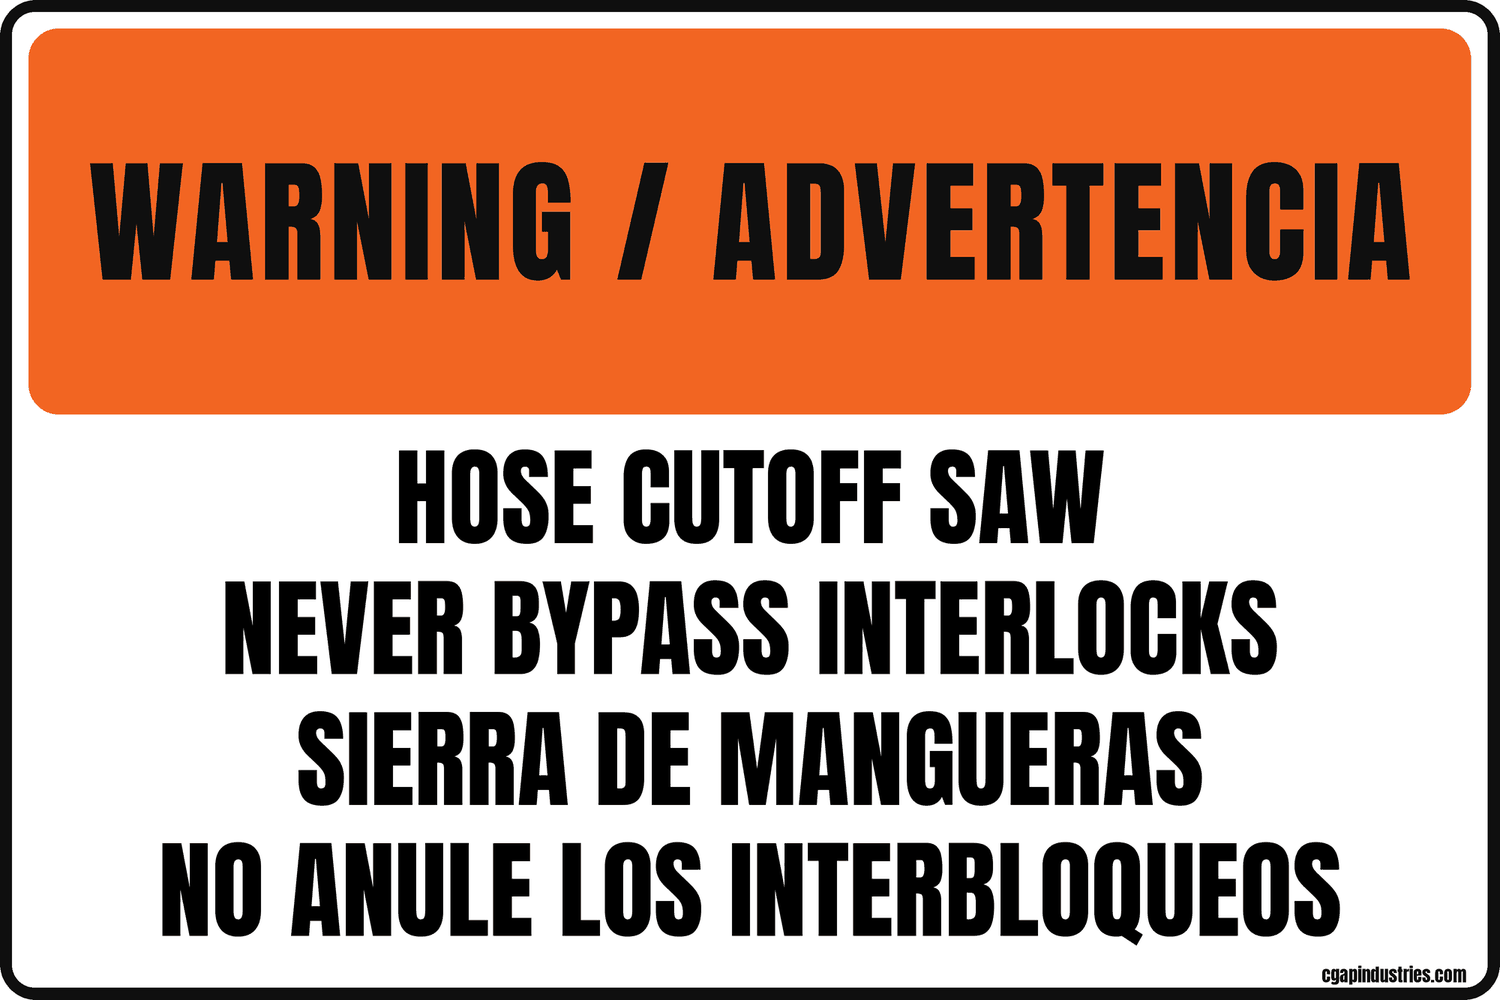 WARNING / ADVERTENCIA
HOSE CUTOFF SAW
NEVER BYPASS INTERLOCKS
SIERRA DE MANGUERAS
NO ANULE LOS INTERBLOQUEOS
cgapindustries.com